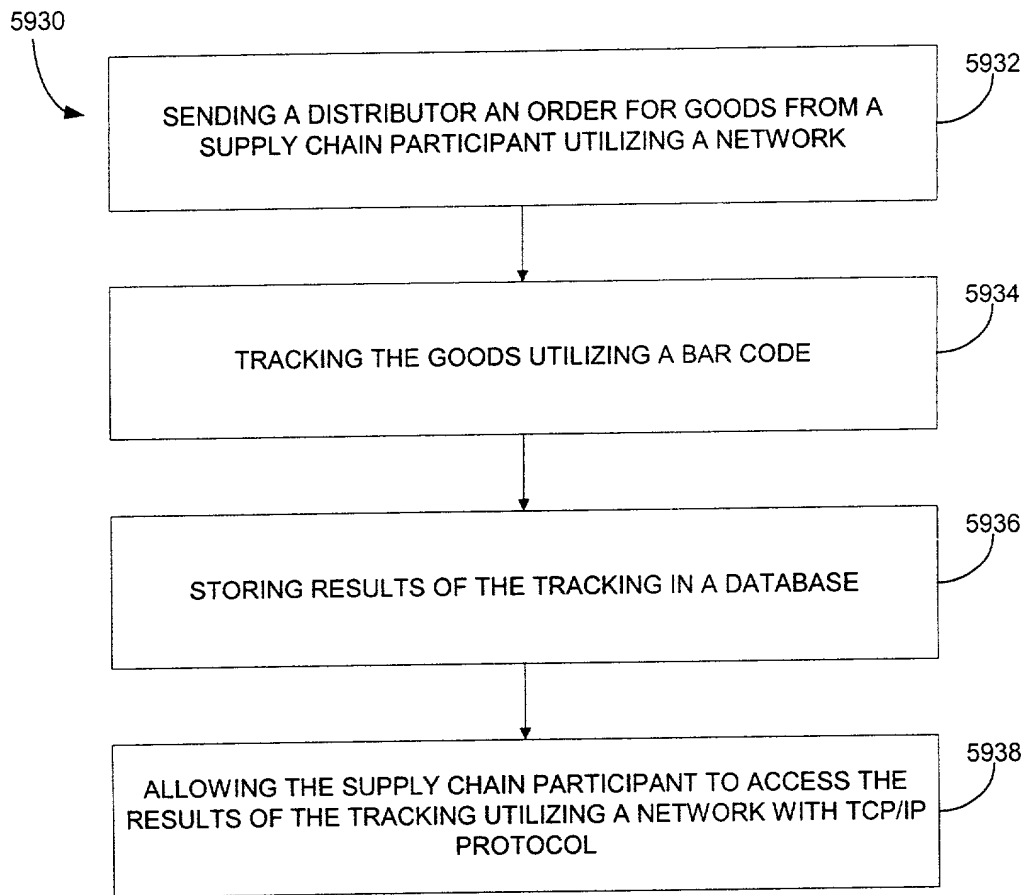 5930
5932
SENDING A DISTRIBUTOR AN ORDER FOR GOODS FROM A
SUPPLY CHAIN PARTICIPANT UTILIZING A NETWORK
5934
TRACKING THE GOODS UTILIZING A BAR CODE
5936
STORING RESULTS OF THE TRACKING IN A DATABASE
5938
ALLOWING THE SUPPLY CHAIN PARTICIPANT TO ACCESS THE
RESULTS OF THE TRACKING UTILIZING A NETWORK WITH TCP/IP
PROTOCOL